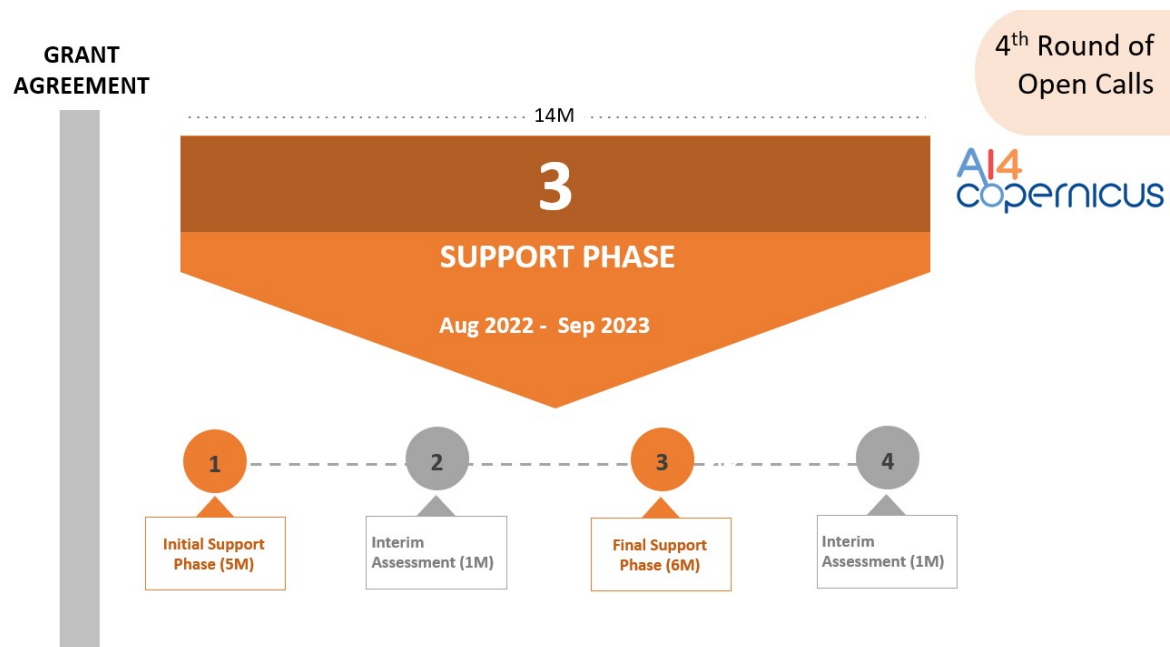 GRANT
AGREEMENT
4th Round of
Open Calls
14M
AI4
copernicus
3
SUPPORT PHASE
Aug 2022 - Sep 2023
1
2
3
4
Initial Support
Phase (5M)
Interim
Assessment (1M)
Final Support
Phase (6M)
Interim
Assessment (1M)